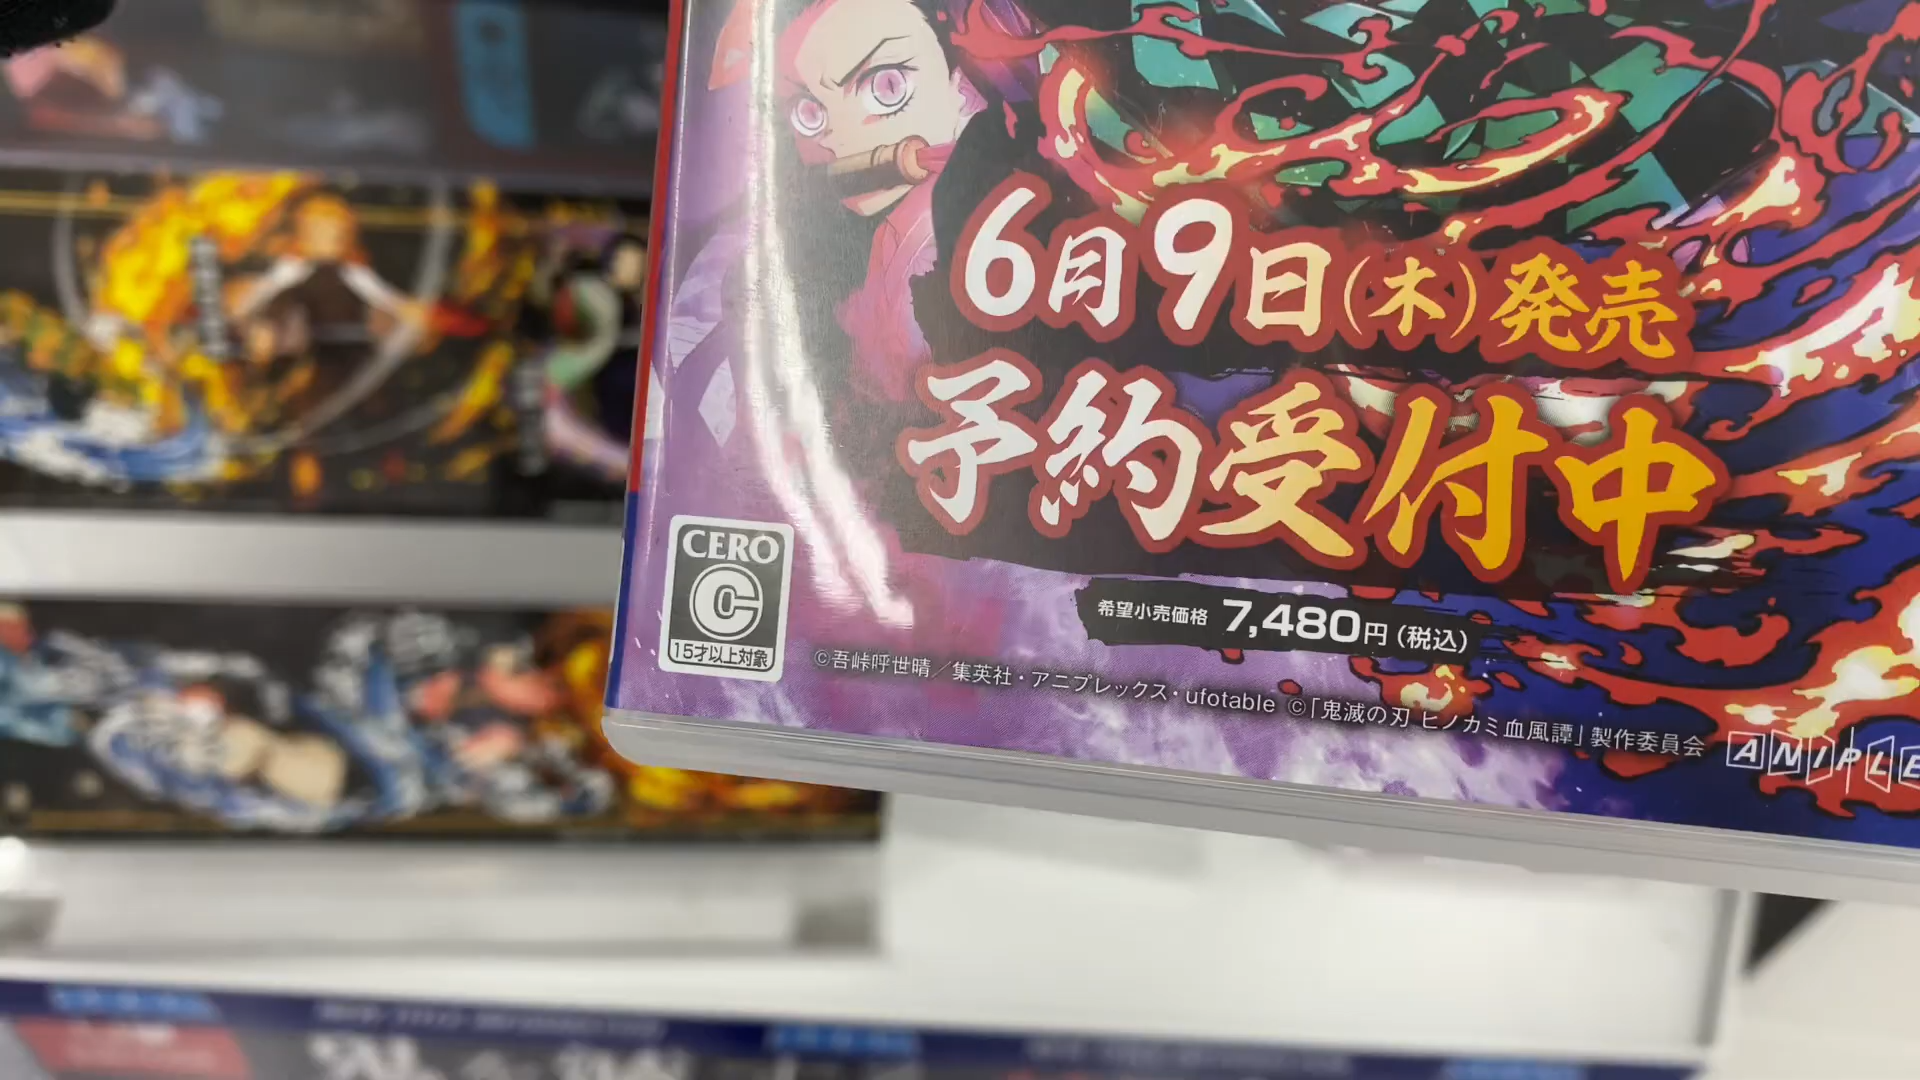 6月9日(木)発売
予約受付中
CERO
C
15才以上対象
希望小売価格 7,480円(税込)
©吾峠呼世晴/集英社・アニプレックス・ufotable ©「鬼滅の刃 ヒノカミ血風譚」製作委員会
ANIPLE